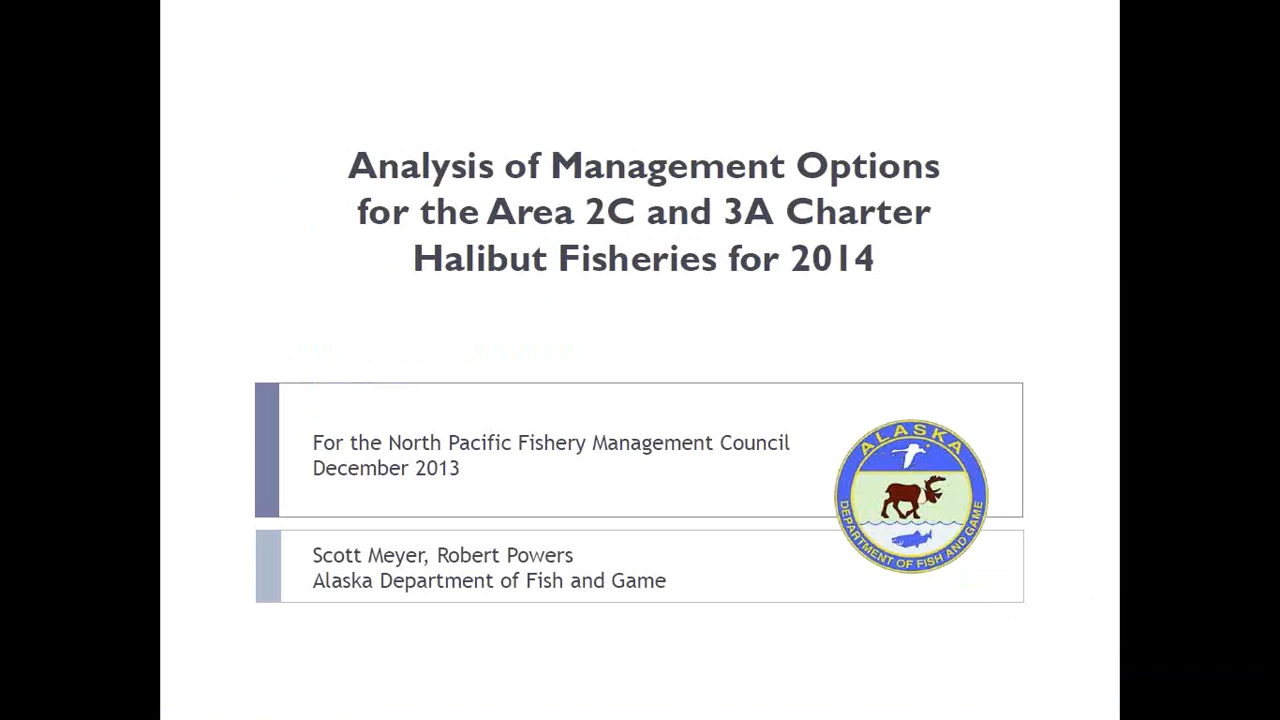 Analysis of Management Options
for the Area 2C and 3A Charter
Halibut Fisheries for 2014
For the North Pacific Fishery Management Council
December 2013
ALASKA
DEPARTMENT OF FISH AND GAME
Scott Meyer, Robert Powers
Alaska Department of Fish and Game